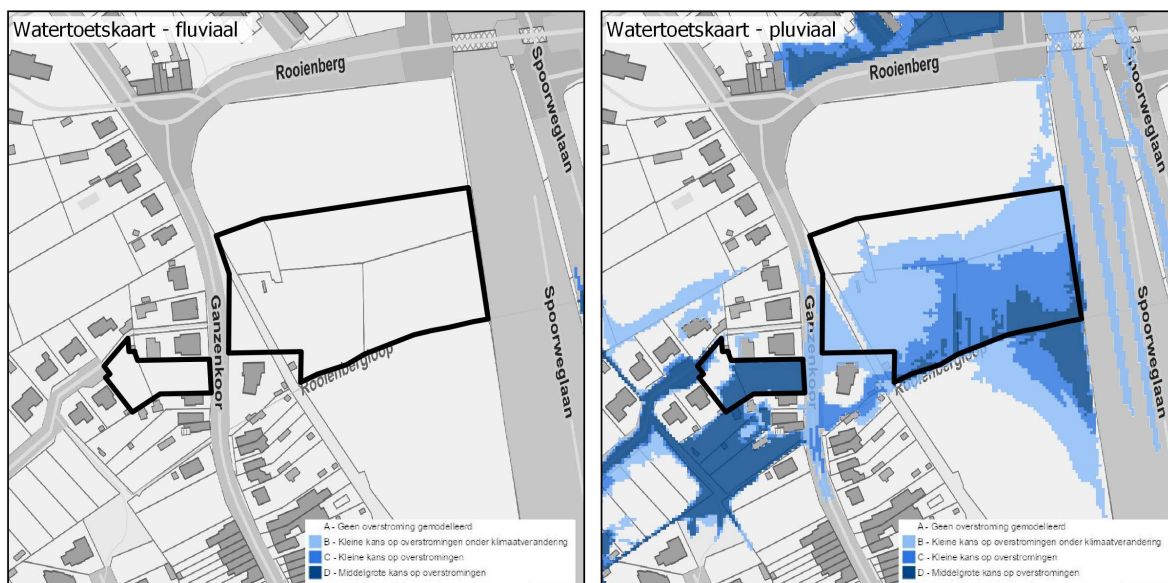 Watertoetskaart - fluviaal
Rooienberg
Spoorweglaan
Ganzenkoor
Rooienbergloop
Spoorweglaan
A - Geen overstroming gemodelleerd
B - Kleine kans op overstromingen onder klimaatverandering
C - Kleine kans op overstromingen
D - Middelgrote kans op overstromingen
Watertoetskaart - pluviaal
Rooienberg
Spoorweglaan
Ganzenkoor
Rooienbergloop
Spoorweglaan
A - Geen overstroming gemodelleerd
B - Kleine kans op overstromingen onder klimaatverandering
C - Kleine kans op overstromingen
D - Middelgrote kans op overstromingen